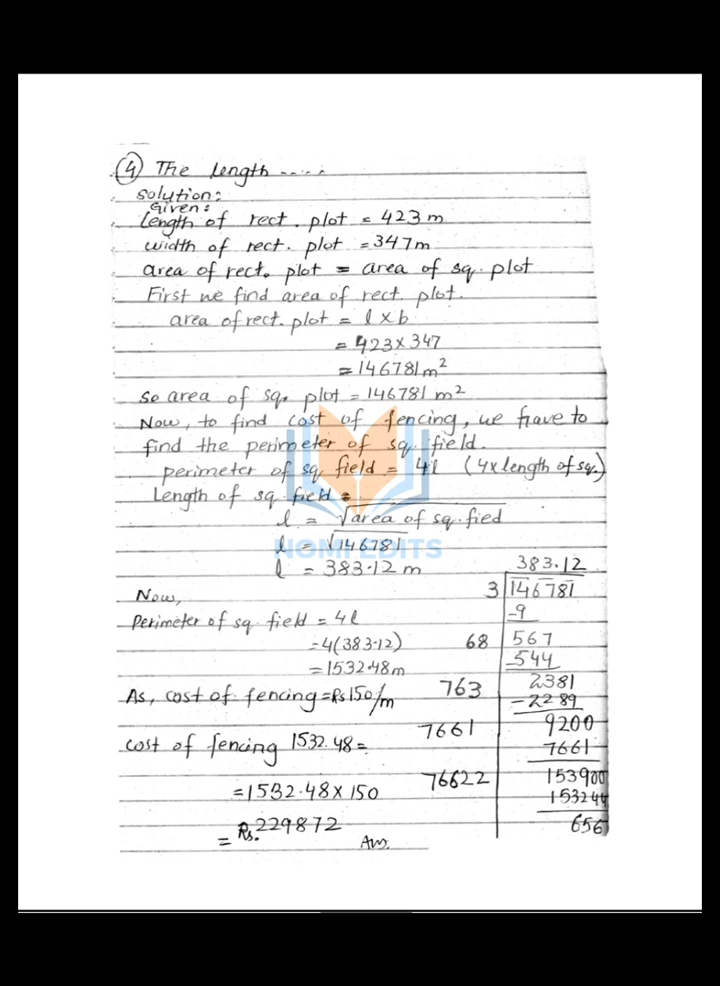 (4) The length .....
Solution:
Given:
Length of rect. plot = 423 m
width of rect. plot = 347 m
area of rect. plot = area of sq. plot
First we find area of rect. plot.
area of rect. plot = l × b
= 423 × 347
= 146781 m²
So area of sq. plot = 146781 m²
Now, to find cost of fencing, we have to
find the perimeter of sq. field.
perimeter of sq. field = 4l (4× length of sq.)
Length of sq. field =
l = √area of sq. fied
l = √146781
NOMI EDITS
l = 383.12 m
383.12
Now,
3 146781
-9
Perimeter of sq. field = 4l
= 4(383.12)
68 567
-544
= 1532.48 m
As, cost of fencing = Rs 150/m
763 2381
-2289
7661 9200
7661
cost of fencing 1532.48 =
= 1532.48 × 150
76622 153900
153244
656
= Rs. 229872
Ans.